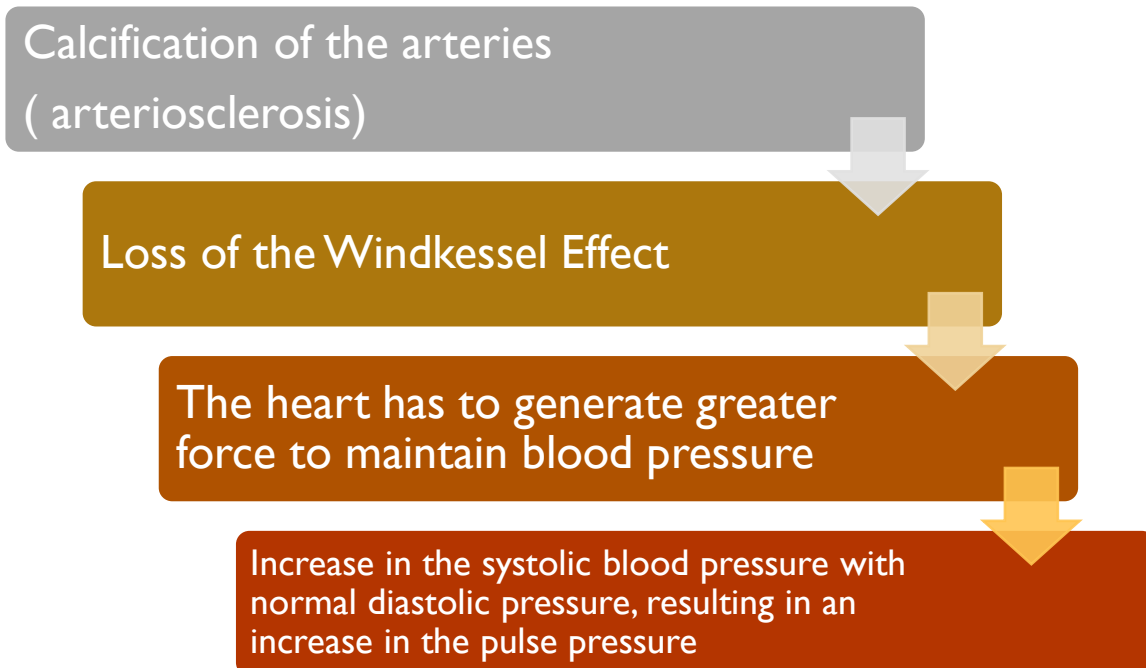 Calcification of the arteries
( arteriosclerosis)
Loss of the Windkessel Effect
The heart has to generate greater
force to maintain blood pressure
Increase in the systolic blood pressure with
normal diastolic pressure, resulting in an
increase in the pulse pressure